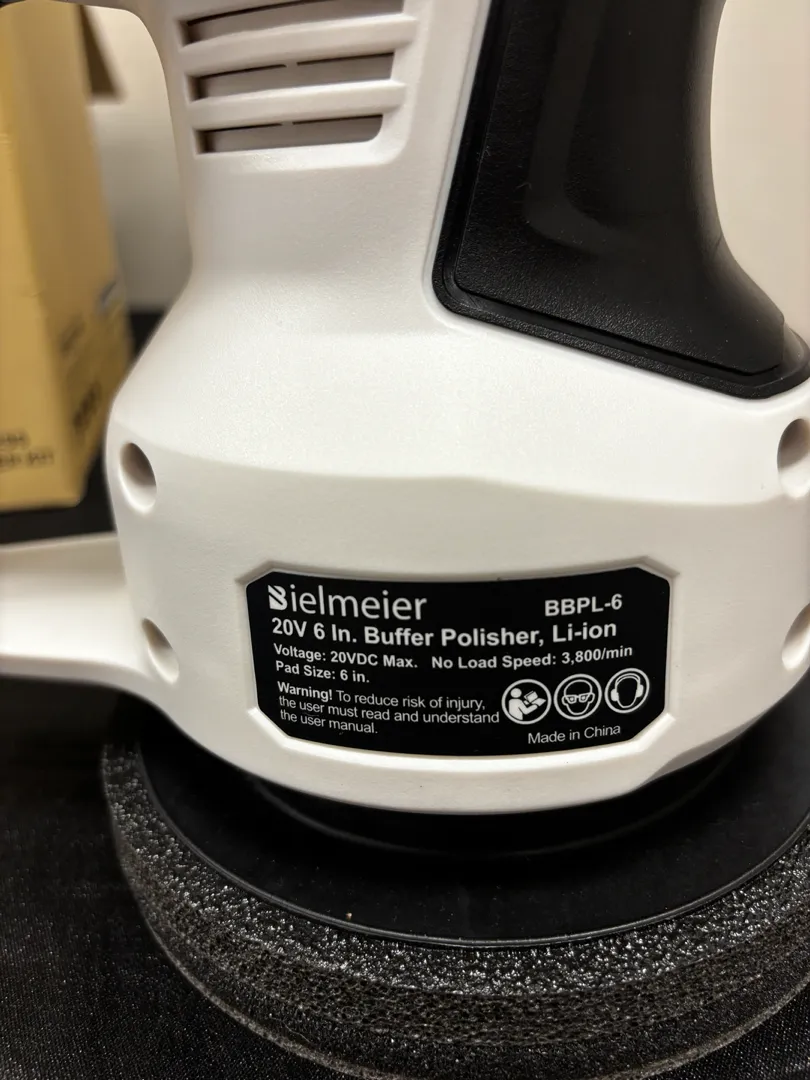 Bielmeier
BBPL-6
20V 6 In. Buffer Polisher, Li-ion
Voltage: 20VDC Max. No Load Speed: 3,800/min
Pad Size: 6 in.
Warning! To reduce risk of injury,
the user must read and understand
the user manual.
Made in China